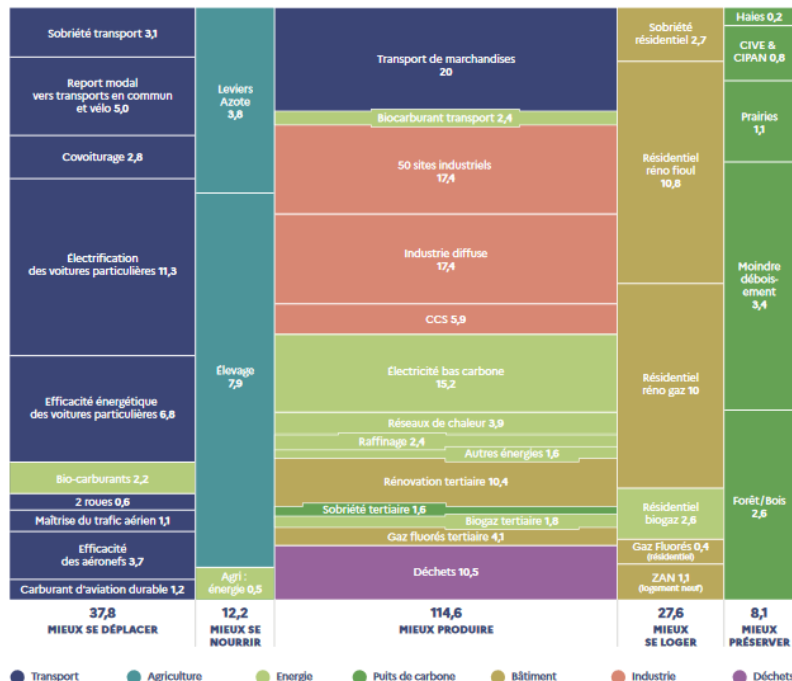 Sobriété transport 3,1
Report modal
vers transports en commun
et vélo 5,0
Covoiturage 2,8
Électrification
des voitures particulières 11,3
Efficacité énergétique
des voitures particulières 6,8
Bio-carburants 2,2
2 roues 0,6
Maîtrise du trafic aérien 1,1
Efficacité
des aéronefs 3,7
Carburant d'aviation durable 1,2
37,8
MIEUX SE DÉPLACER
Leviers
Azote
3,8
Élevage
7,9
Agri :
énergie 0,5
12,2
MIEUX SE
NOURRIR
Transport de marchandises
20
Biocarburant transport 2,4
50 sites industriels
17,4
Industrie diffuse
17,4
CCS 5,9
Électricité bas carbone
15,2
Réseaux de chaleur 3,9
Raffinage 2,4
Autres énergies 1,6
Rénovation tertiaire 10,4
Sobriété tertiaire 1,6
Biogaz tertiaire 1,8
Gaz fluorés tertiaire 4,1
Déchets 10,5
114,6
MIEUX PRODUIRE
Sobriété
résidentiel 2,7
Résidentiel
réno fioul
10,8
Résidentiel
réno gaz 10
Résidentiel
biogaz 2,6
Gaz Fluorés 0,4
(résidentiel)
ZAN 1,1
(logement neuf)
27,6
MIEUX
SE LOGER
Haies 0,2
CIVE &
CIPAN 0,8
Prairies
1,1
Moindre
débois-
ement
3,4
Forêt/Bois
2,6
8,1
MIEUX
PRÉSERVER
Transport
Agriculture
Energie
Puits de carbone
Bâtiment
Industrie
Déchets